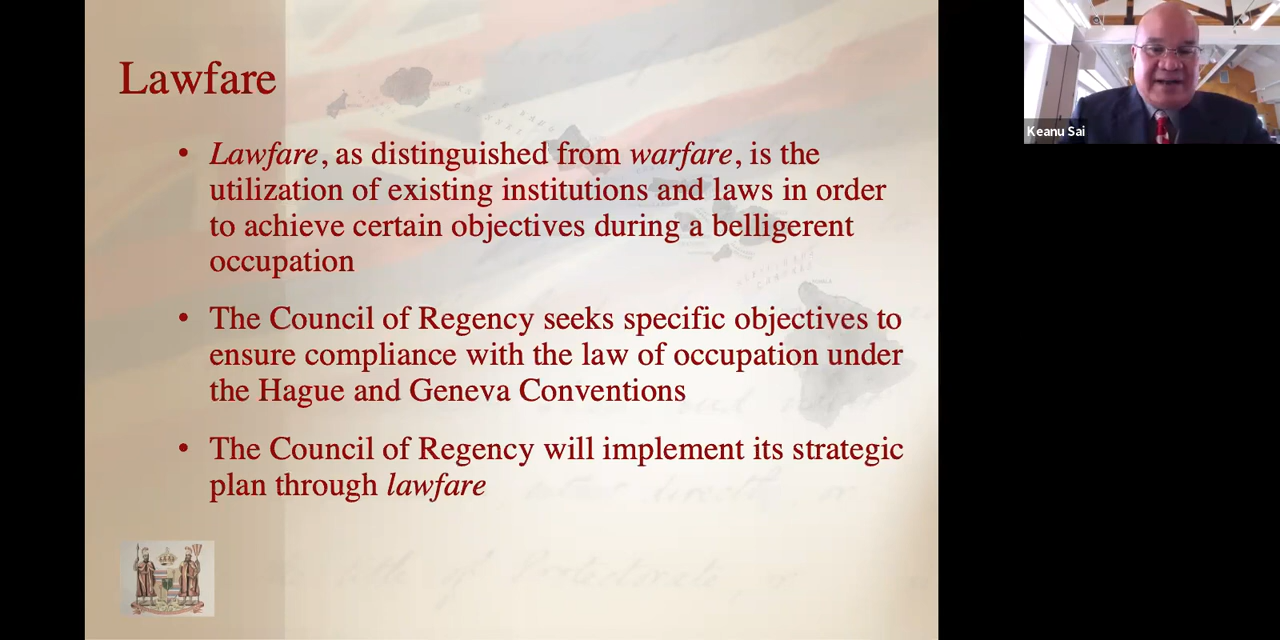 Lawfare
• Lawfare, as distinguished from warfare, is the
utilization of existing institutions and laws in order
to achieve certain objectives during a belligerent
occupation
• The Council of Regency seeks specific objectives to
ensure compliance with the law of occupation under
the Hague and Geneva Conventions
• The Council of Regency will implement its strategic
plan through lawfare
Keanu Sai